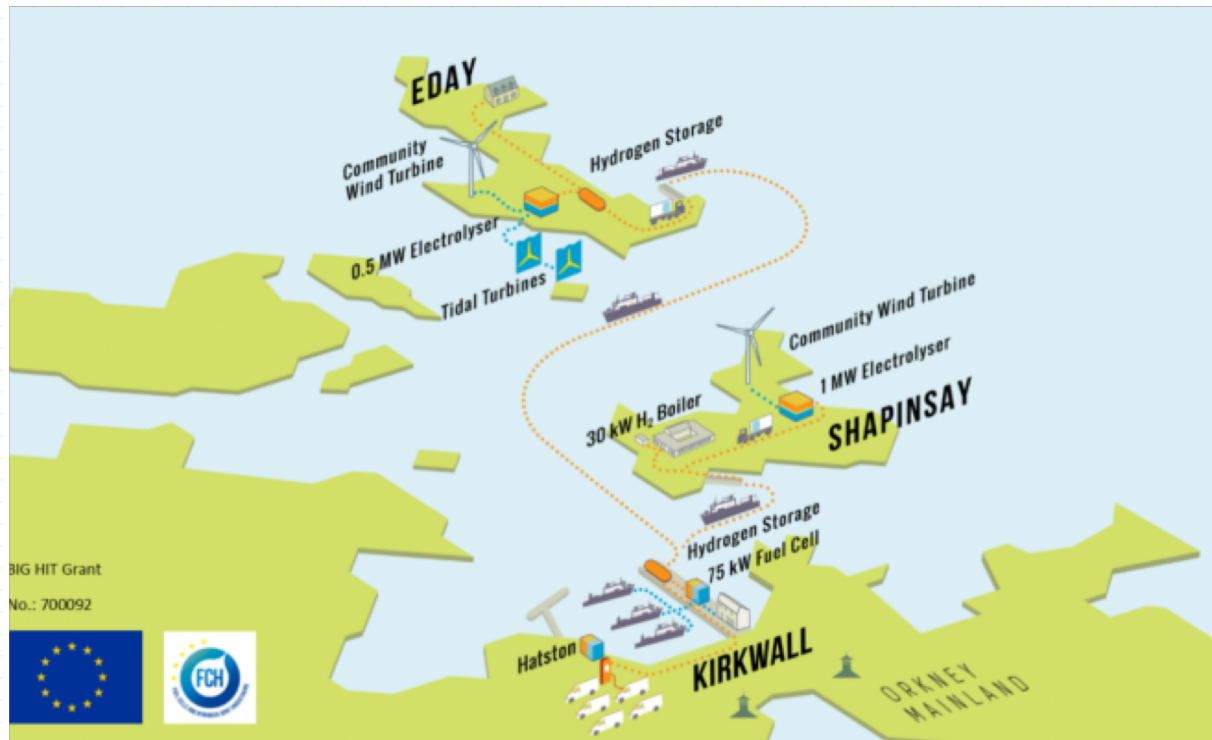 EDAY
Hydrogen Storage
Community
Wind Turbine
0.5 MW Electrolyser
Tidal Turbines
Community Wind Turbine
1 MW Electrolyser
30 kW H₂ Boiler
SHAPINSAY
Hydrogen Storage
75 kW Fuel Cell
BIG HIT Grant
No.: 700092
Hatston
KIRKWALL
ORKNEY
MAINLAND
FCH